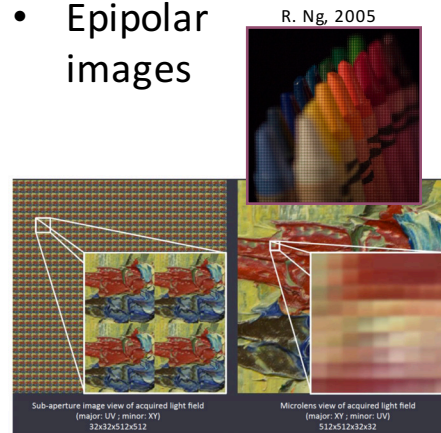 • Epipolar
images
R. Ng, 2005
Sub-aperture image view of acquired light field
(major: UV ; minor: XY)
32x32x512x512
Microlens view of acquired light field
(major: XY ; minor: UV)
512x512x32x32